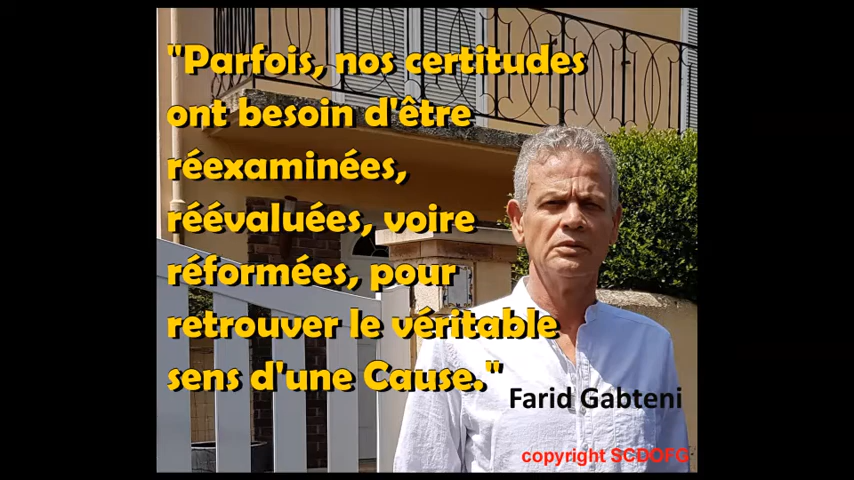 "Parfois, nos certitudes
ont besoin d'être
réexaminées,
réévaluées, voire
réformées, pour
retrouver le véritable
sens d'une Cause."
Farid Gabteni
copyright SCDOFG